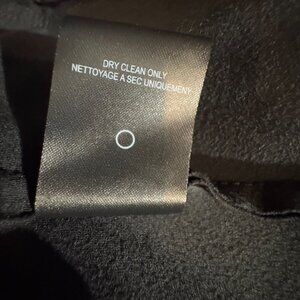 DRY CLEAN ONLY
NETTOYAGE A SEC UNIQUEMENT